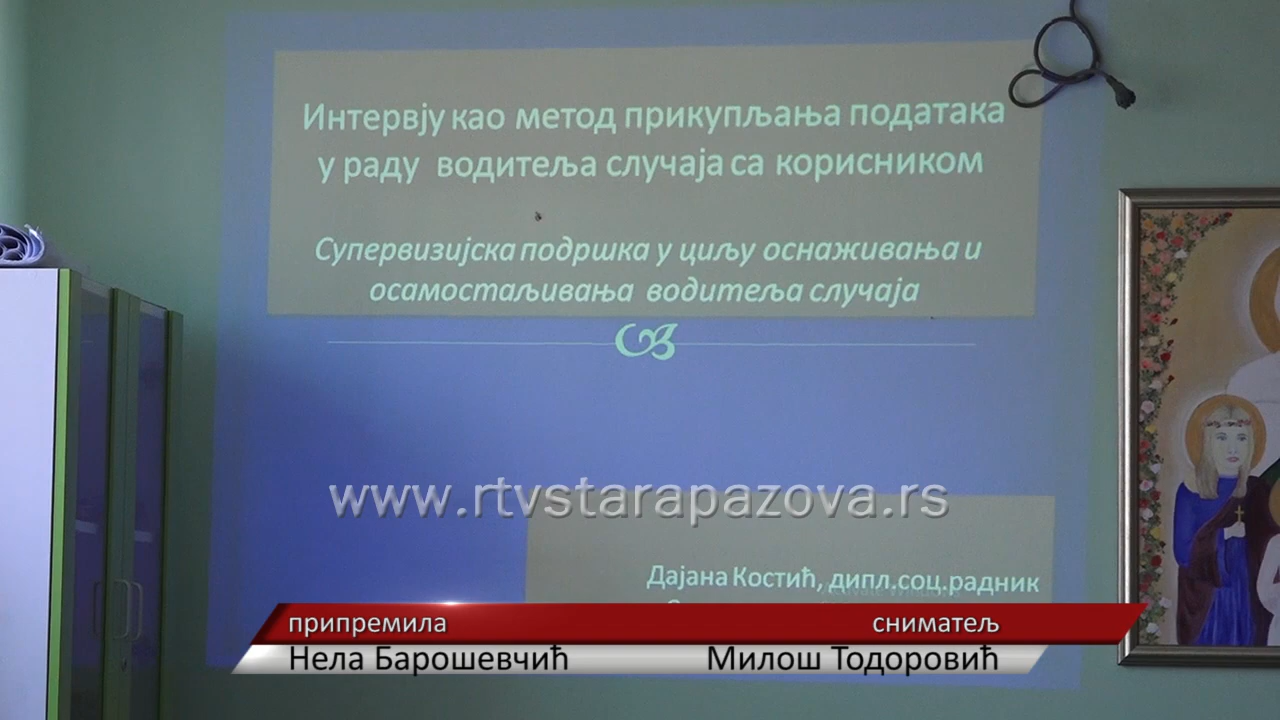 Интервју као метод прикупљања података
у раду водитеља случаја са корисником
Супервизијска подршка у циљу оснаживања и
осамостаљивања водитеља случаја
www.rtvstarapazova.rs
Дајана Костић, дипл.соц.радник
припремила
сниматељ
Нела Барошевчић
Милош Тодоровић